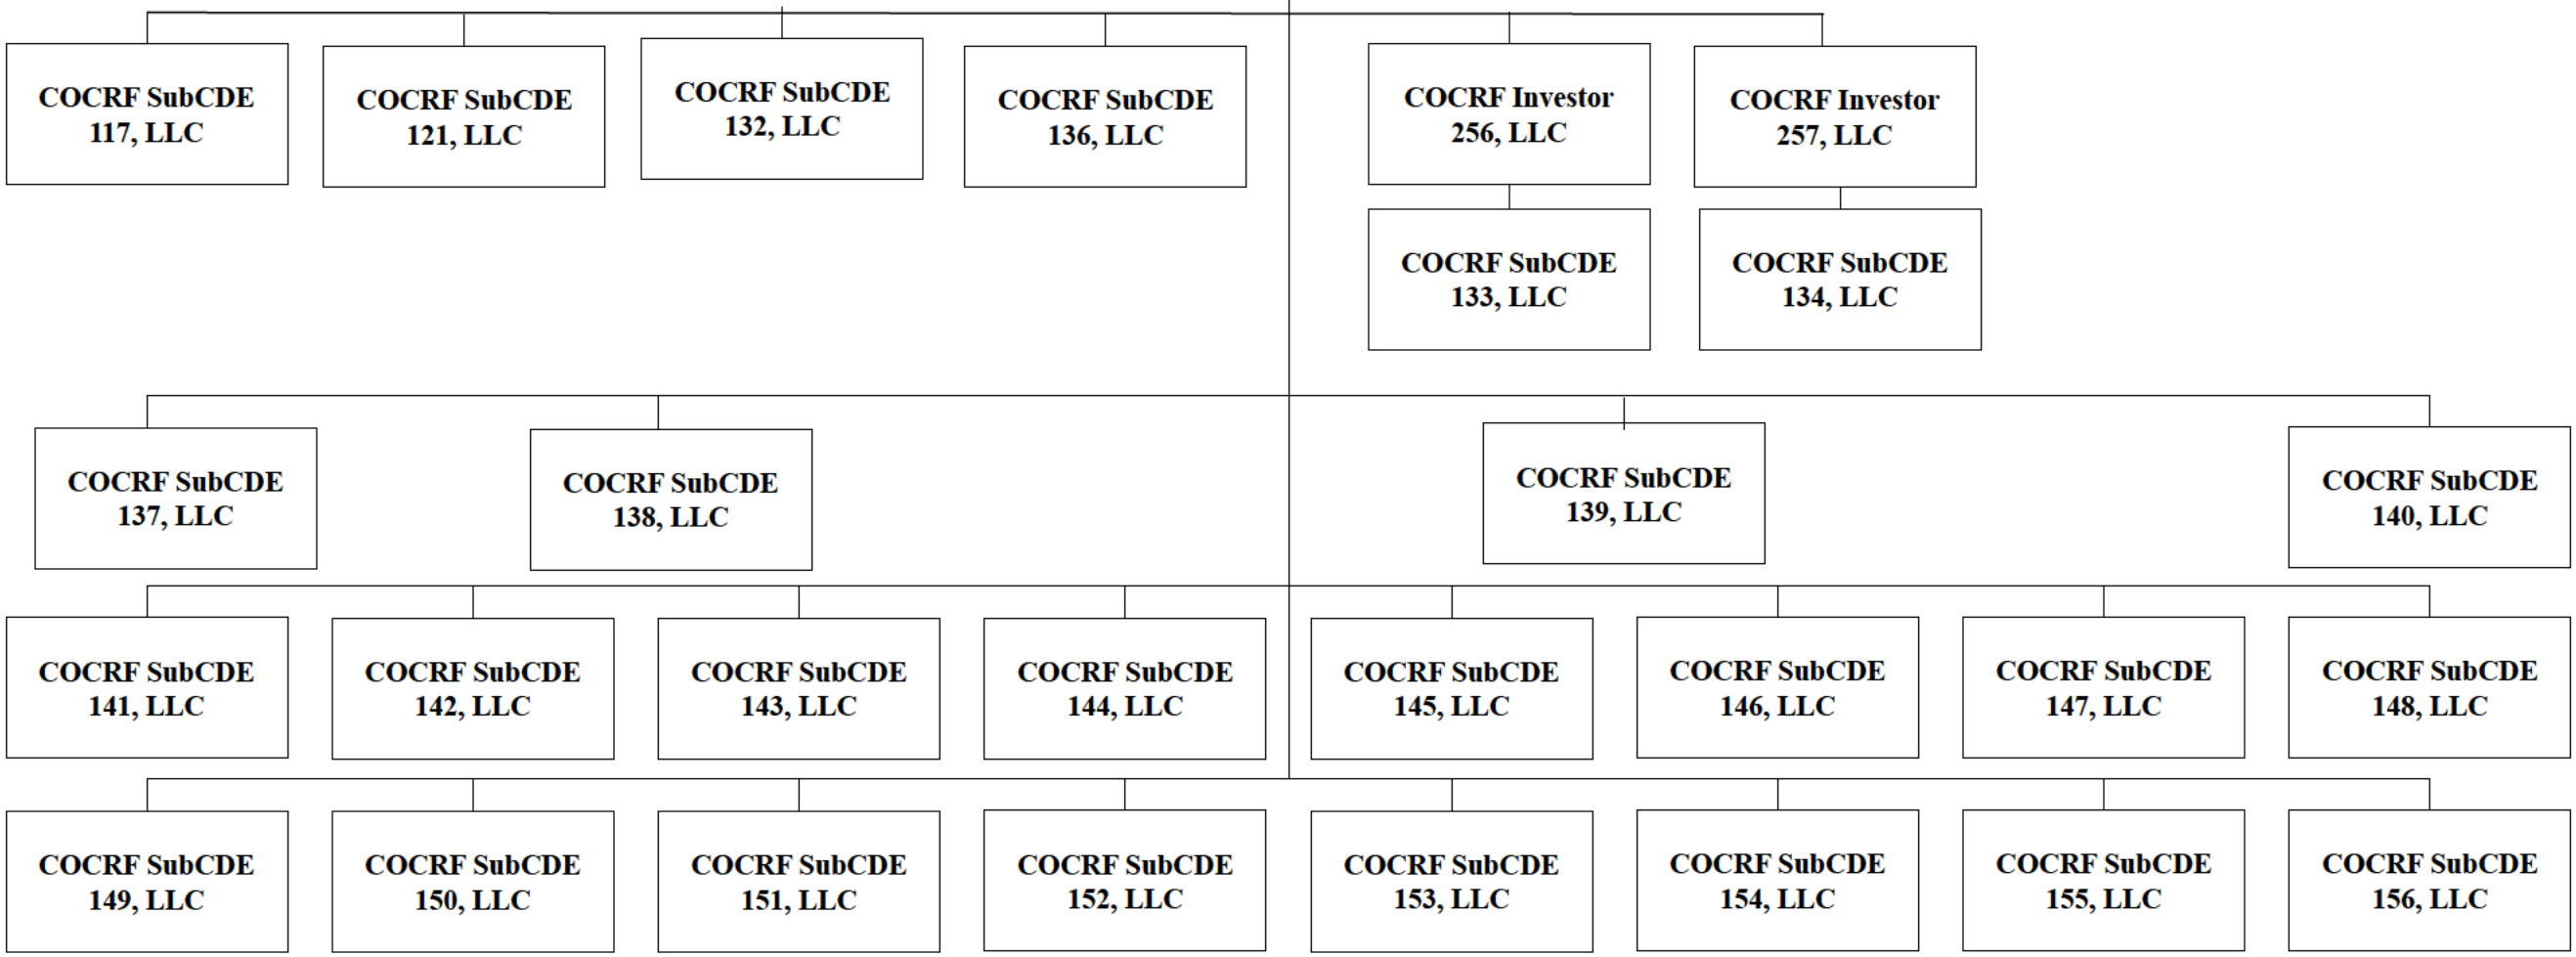 COCRF SubCDE
117, LLC
COCRF SubCDE
121, LLC
COCRF SubCDE
132, LLC
COCRF SubCDE
136, LLC
COCRF Investor
256, LLC
COCRF Investor
257, LLC
COCRF SubCDE
133, LLC
COCRF SubCDE
134, LLC
COCRF SubCDE
137, LLC
COCRF SubCDE
138, LLC
COCRF SubCDE
139, LLC
COCRF SubCDE
140, LLC
COCRF SubCDE
141, LLC
COCRF SubCDE
142, LLC
COCRF SubCDE
143, LLC
COCRF SubCDE
144, LLC
COCRF SubCDE
145, LLC
COCRF SubCDE
146, LLC
COCRF SubCDE
147, LLC
COCRF SubCDE
148, LLC
COCRF SubCDE
149, LLC
COCRF SubCDE
150, LLC
COCRF SubCDE
151, LLC
COCRF SubCDE
152, LLC
COCRF SubCDE
153, LLC
COCRF SubCDE
154, LLC
COCRF SubCDE
155, LLC
COCRF SubCDE
156, LLC